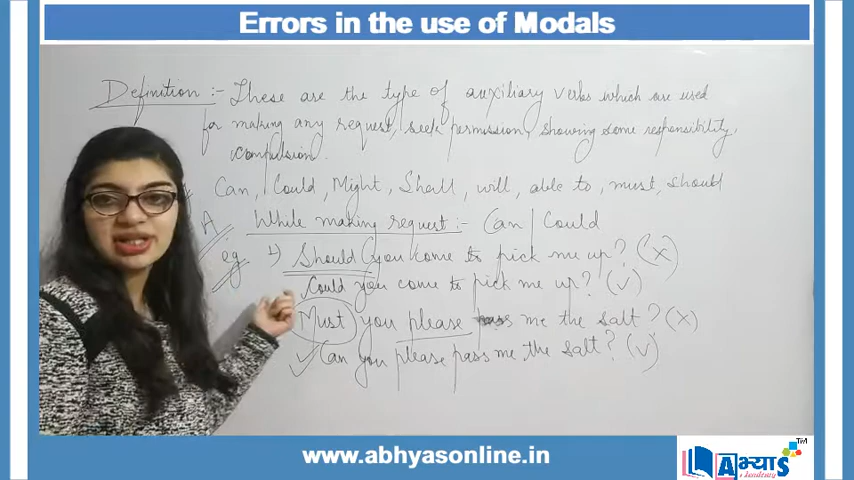 Errors in the use of Modals
Definition :- These are the type of auxiliary verbs which are used
for making any request, seek permission, showing some responsibility,
compulsion.
Can, Could, Might, Shall, will, able to, must, should
A. While making request :- Can / Could
eg 1) Should you come to pick me up? (x)
Could you come to pick me up? (√)
Must you please pass me the salt? (x)
✓ Can you please pass me the salt? (√)
www.abhyasonline.in
अभ्याS TM
Academy